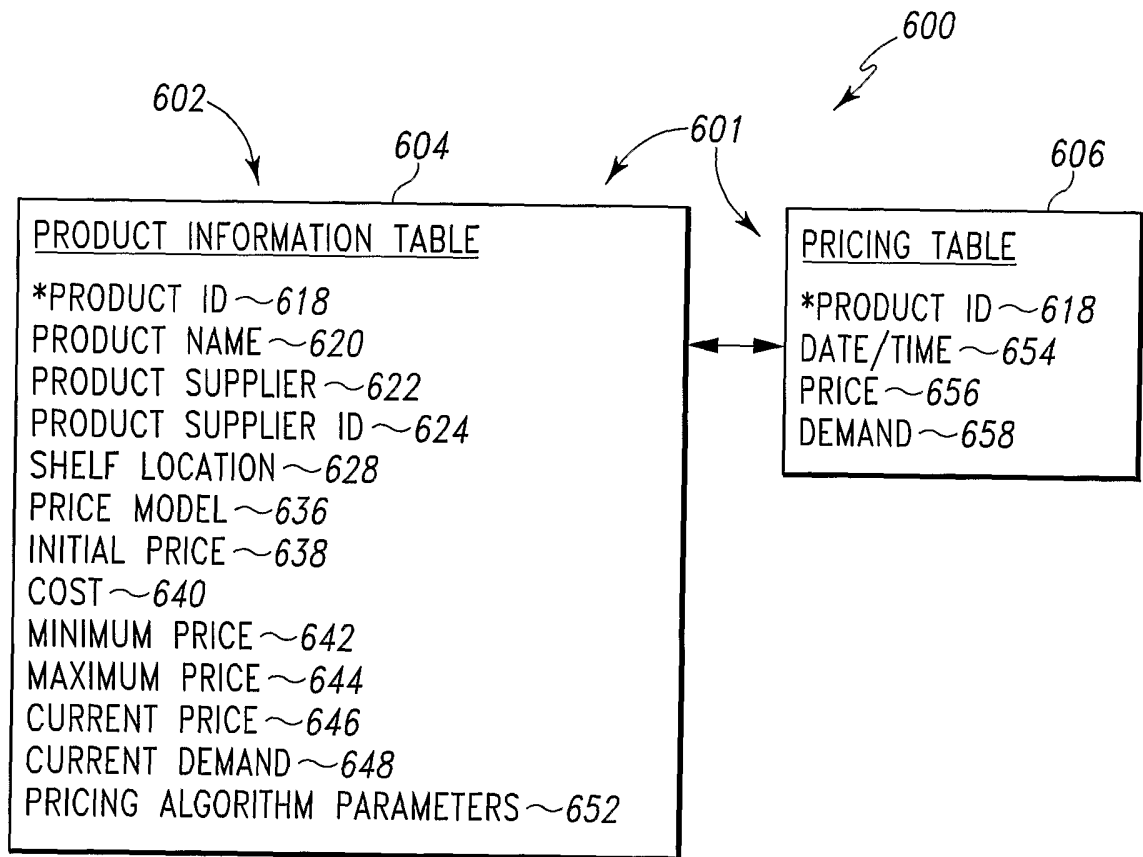 600
602
601
604
606
PRODUCT INFORMATION TABLE
*PRODUCT ID~618
PRODUCT NAME~620
PRODUCT SUPPLIER~622
PRODUCT SUPPLIER ID~624
SHELF LOCATION~628
PRICE MODEL~636
INITIAL PRICE~638
COST~640
MINIMUM PRICE~642
MAXIMUM PRICE~644
CURRENT PRICE~646
CURRENT DEMAND~648
PRICING ALGORITHM PARAMETERS~652
PRICING TABLE
*PRODUCT ID~618
DATE/TIME~654
PRICE~656
DEMAND~658